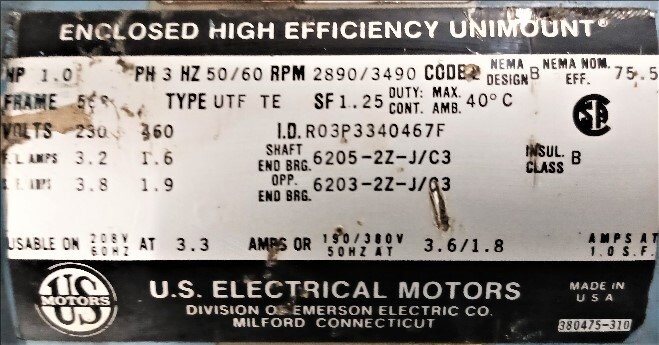 ENCLOSED HIGH EFFICIENCY UNIMOUNT®
HP 1.0 PH 3 HZ 50/60 RPM 2890/3490 CODE NEMA DESIGN B NEMA NOM. EFF. 75.5
FRAME TYPE UTF TE SF 1.25 DUTY: MAX. CONT. AMB. 40°C
VOLTS 230 460 I.D. R03P3340467F
F.L. AMPS 3.2 1.6 SHAFT END BRG. 6205-2Z-J/C3 INSUL. CLASS B
AMPS 3.8 1.9 OPP. END BRG. 6203-2Z-J/C3
USABLE ON 208V 60HZ AT 3.3 AMPS OR 190/380V 50HZ AT 3.6/1.8 AMPS AT 1.0 S.F.
US MOTORS
U.S. ELECTRICAL MOTORS
DIVISION OF EMERSON ELECTRIC CO.
MILFORD CONNECTICUT
MADE IN
USA
380475-310